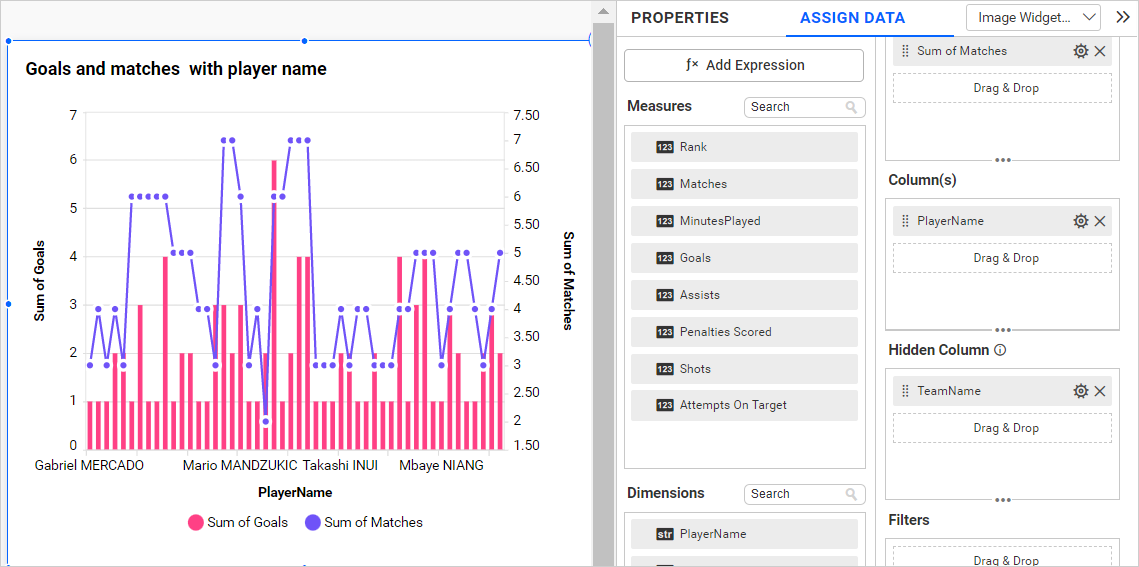 Goals and matches  with player name
7
6
5
4
3
2
1
0
Sum of Goals
7.50
7
6.50
6
5.50
5
4.50
4
3.50
3
2.50
2
1.50
Sum of Matches
Gabriel MERCADO
Mario MANDZUKIC
Takashi INUI
Mbaye NIANG
PlayerName
Sum of Goals
Sum of Matches
PROPERTIES
ASSIGN DATA
Image Widget...
ƒ× Add Expression
Measures
Search
123 Rank
123 Matches
123 MinutesPlayed
123 Goals
123 Assists
123 Penalties Scored
123 Shots
123 Attempts On Target
Dimensions
Search
str PlayerName
Sum of Matches
Drag & Drop
Column(s)
PlayerName
Drag & Drop
Hidden Column
TeamName
Drag & Drop
Filters
Drag & Drop